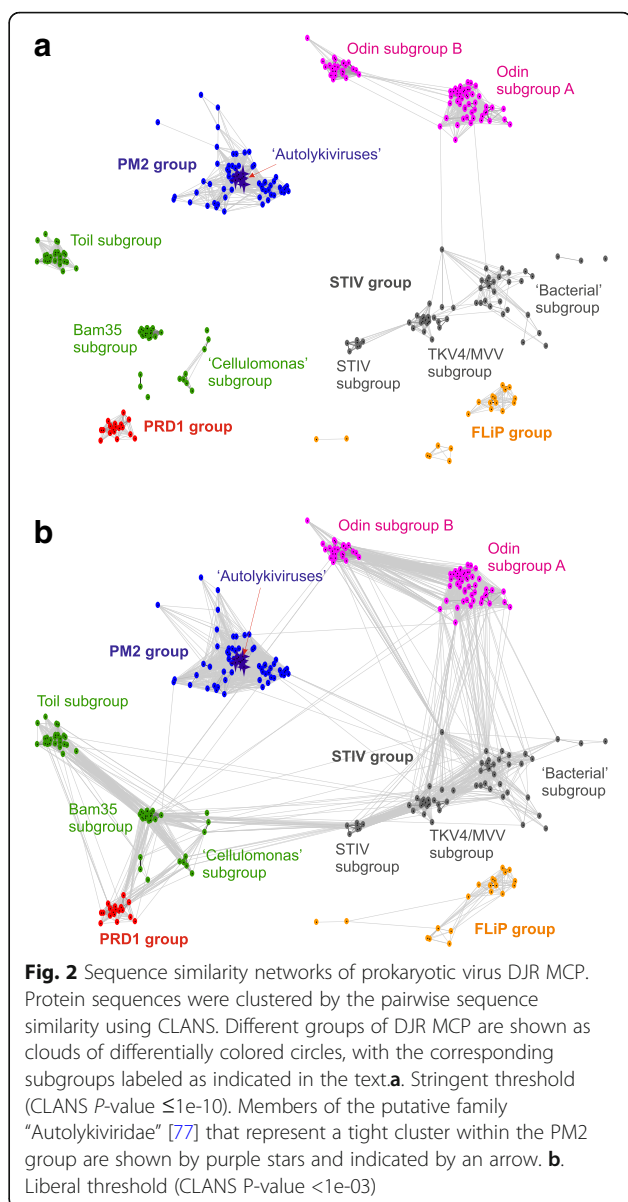 a
Odin subgroup B
Odin
subgroup A
'Autolykiviruses'
PM2 group
Toil subgroup
STIV group
'Bacterial'
subgroup
Bam35
subgroup
'Cellulomonas'
subgroup
STIV
subgroup
TKV4/MVV
subgroup
PRD1 group
FLiP group
b
Odin subgroup B
Odin
subgroup A
'Autolykiviruses'
PM2 group
Toil subgroup
STIV group
'Bacterial'
subgroup
Bam35
subgroup
'Cellulomonas'
subgroup
STIV
subgroup
TKV4/MVV
subgroup
PRD1 group
FLiP group
Fig. 2 Sequence similarity networks of prokaryotic virus DJR MCP.
Protein sequences were clustered by the pairwise sequence
similarity using CLANS. Different groups of DJR MCP are shown as
clouds of differentially colored circles, with the corresponding
subgroups labeled as indicated in the text.a. Stringent threshold
(CLANS P-value ≤1e-10). Members of the putative family
"Autolykiviridae" [77] that represent a tight cluster within the PM2
group are shown by purple stars and indicated by an arrow. b.
Liberal threshold (CLANS P-value <1e-03)